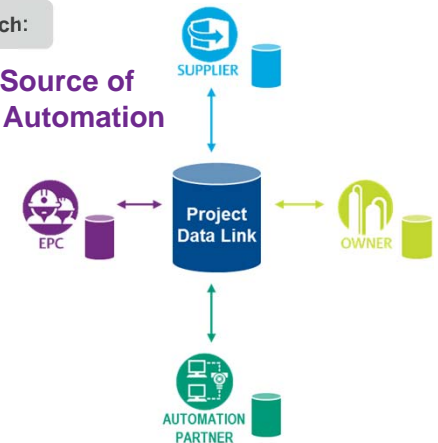 ch:
Source of
Automation
SUPPLIER
EPC
Project
Data Link
OWNER
AUTOMATION
PARTNER